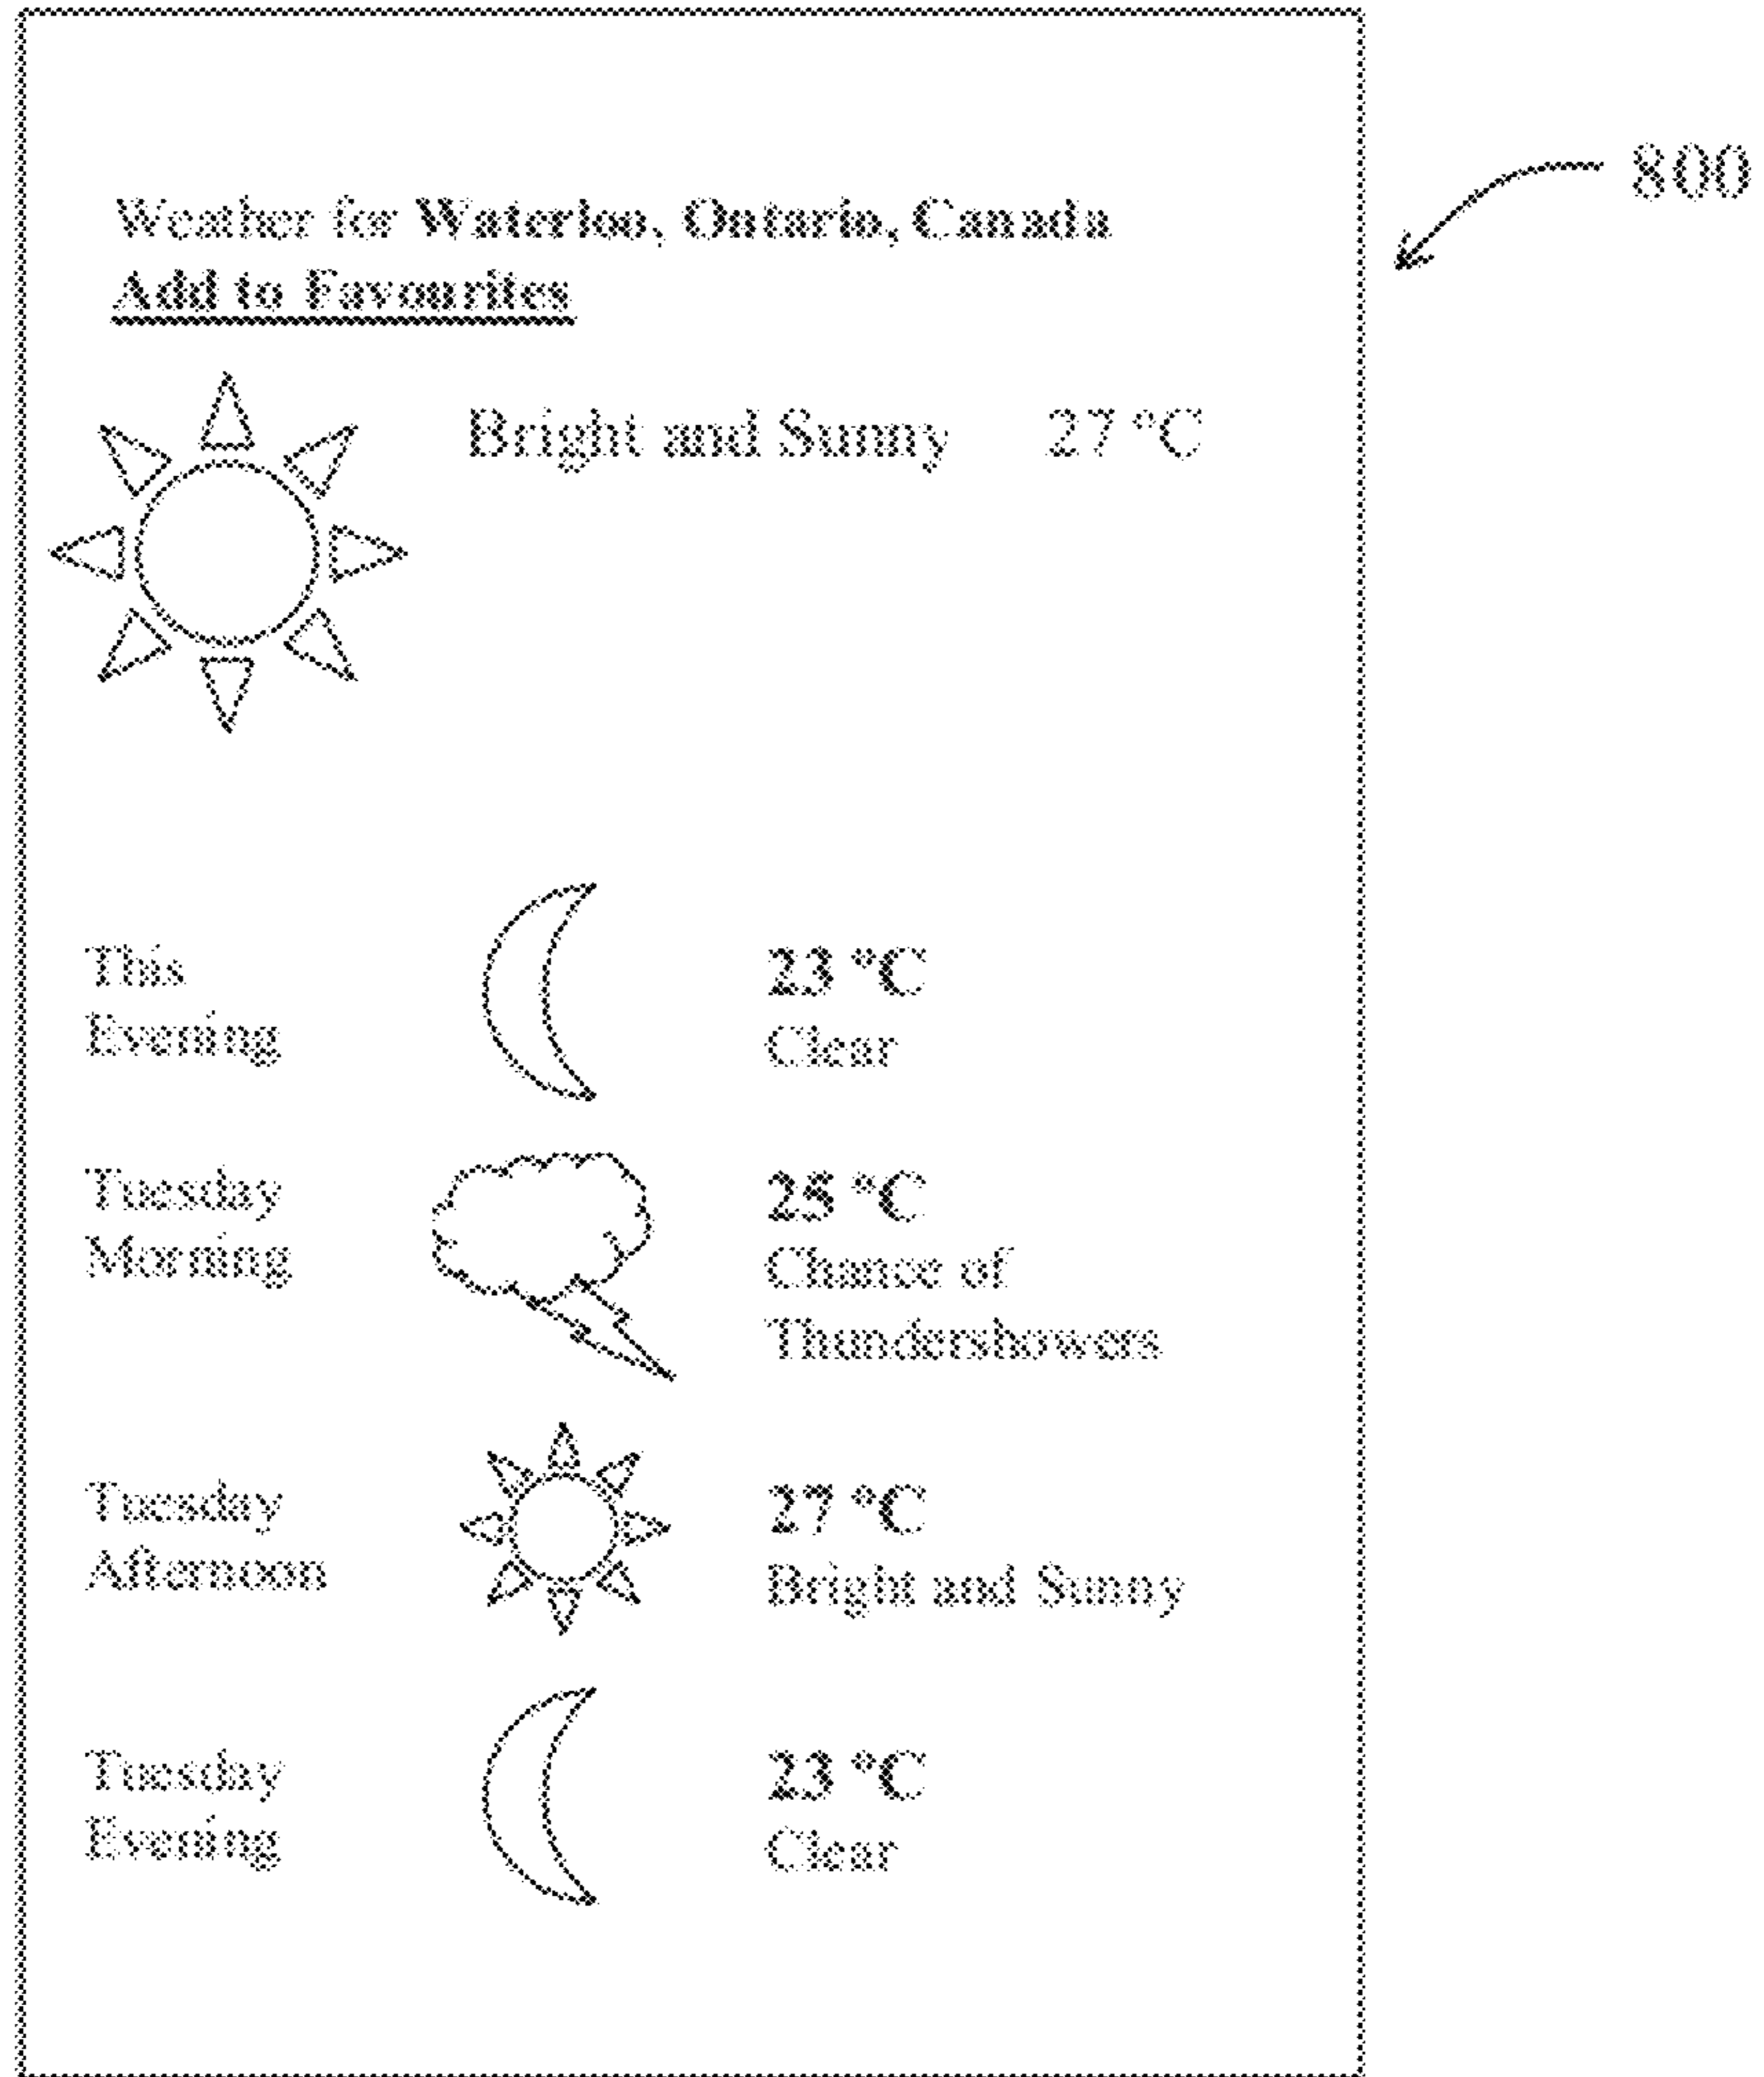 800
Weather for Waterloo, Ontario, Canada
Add to Favourites
Bright and Sunny 27 °C
This
Evening
23 °C
Clear
Tuesday
Morning
25 °C
Chance of
Thundershowers
Tuesday
Afternoon
27 °C
Bright and Sunny
Tuesday
Evening
23 °C
Clear